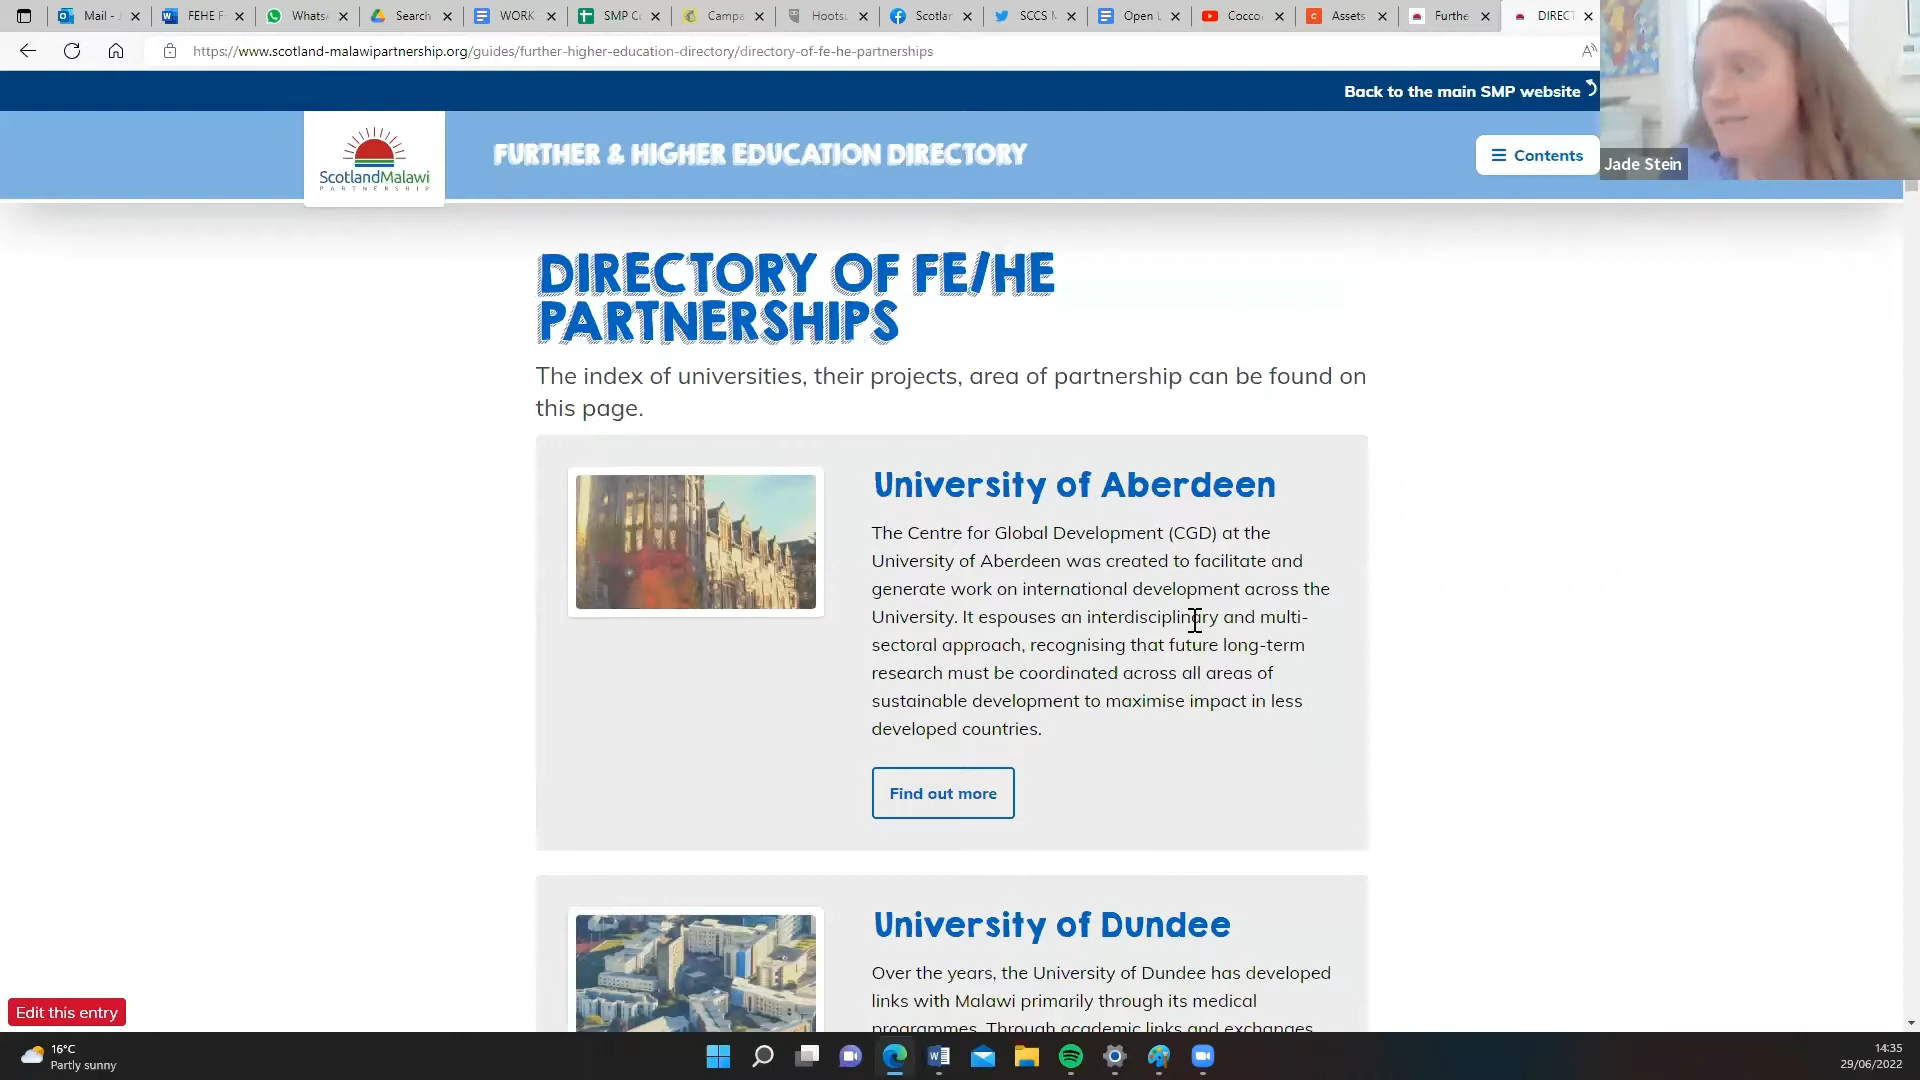 Mail -
FEHE F
Whats
Search
WORK
SMP C
Campa
Hoots
Scotlar
SCCS M
Open L
Cocco
Assets
Furthe
DIRECT
https://www.scotland-malawipartnership.org/guides/further-higher-education-directory/directory-of-fe-he-partnerships
Back to the main SMP website
ScotlandMalawi
PARTNERSHIP
FURTHER & HIGHER EDUCATION DIRECTORY
Contents
Jade Stein
DIRECTORY OF FE/HE
PARTNERSHIPS
The index of universities, their projects, area of partnership can be found on
this page.
University of Aberdeen
The Centre for Global Development (CGD) at the
University of Aberdeen was created to facilitate and
generate work on international development across the
University. It espouses an interdisciplinary and multi-
sectoral approach, recognising that future long-term
research must be coordinated across all areas of
sustainable development to maximise impact in less
developed countries.
Find out more
University of Dundee
Over the years, the University of Dundee has developed
links with Malawi primarily through its medical
programmes. Through academic links and exchanges
Edit this entry
16°C
Partly sunny
14:35
29/06/2022